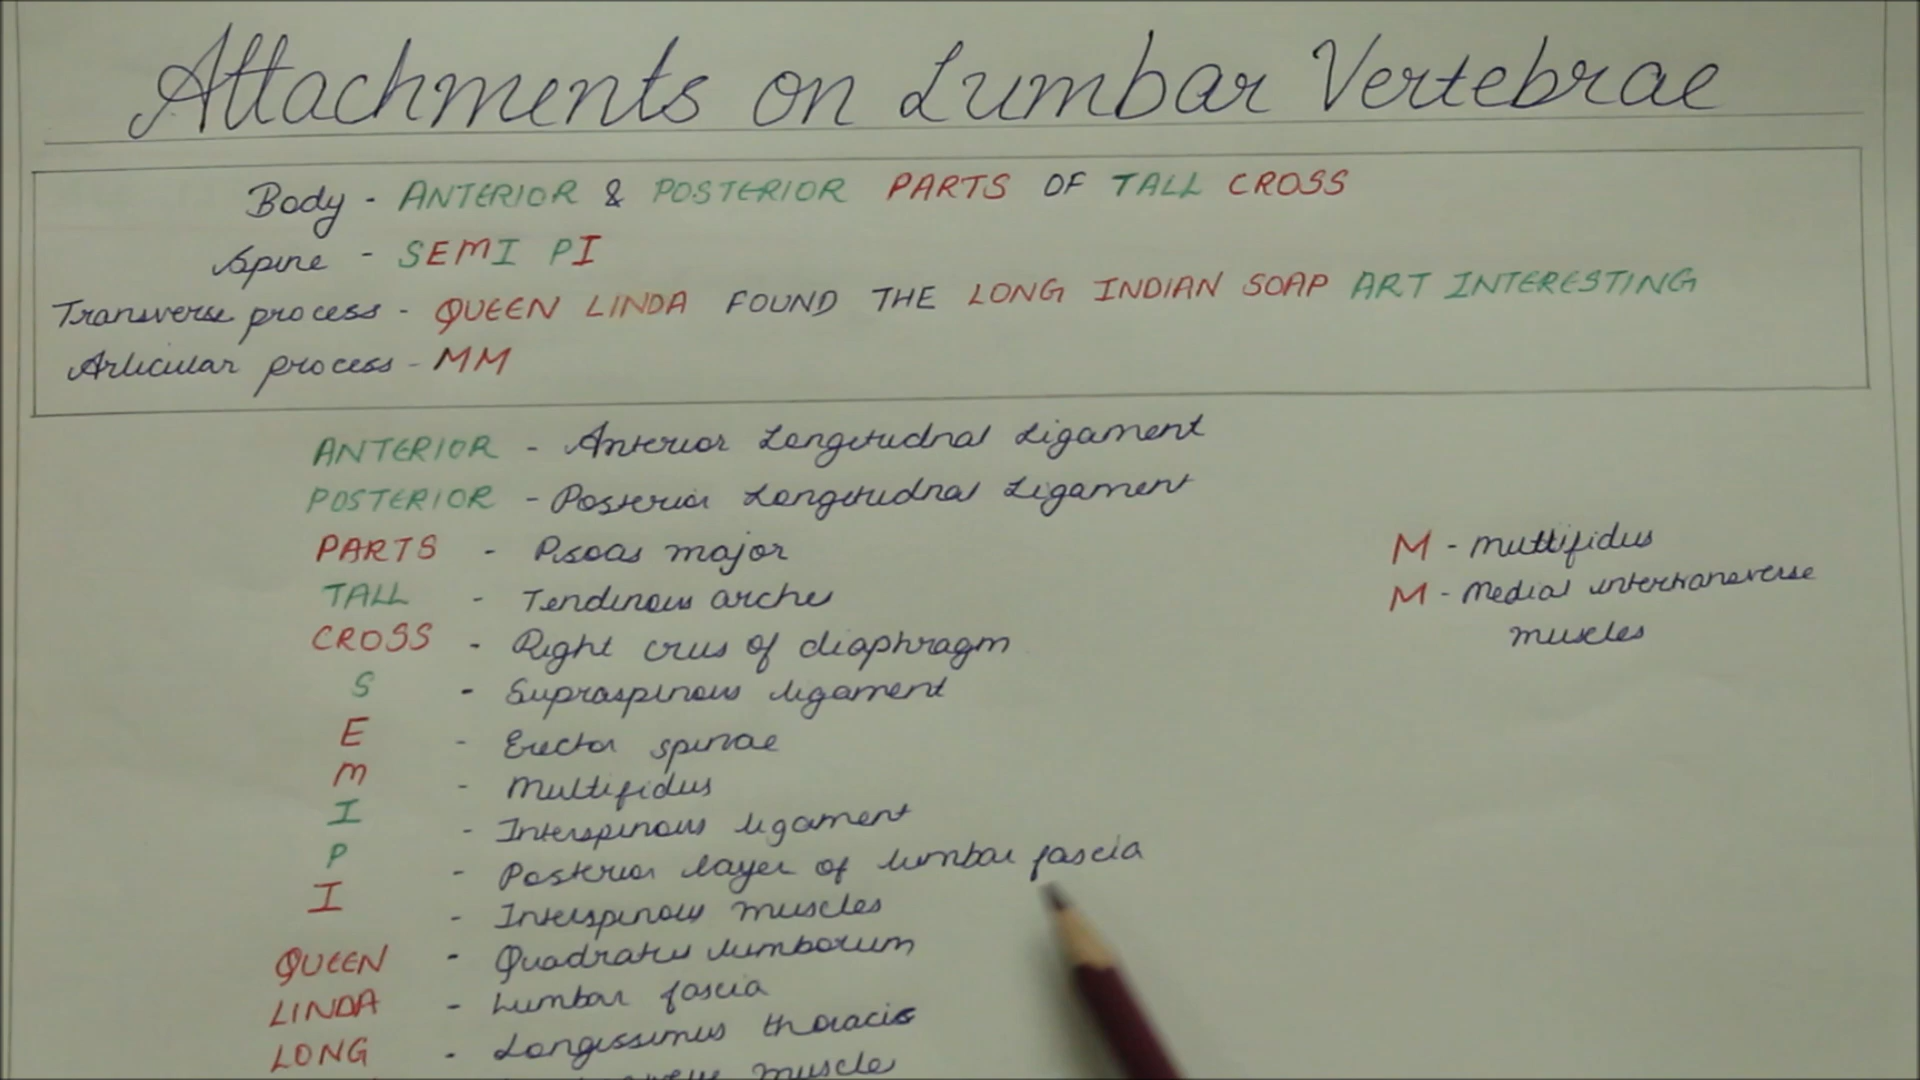 Attachments on Lumbar Vertebrae
Body - ANTERIOR & POSTERIOR PARTS OF TALL CROSS
Spine - SEMI PI
Transverse process - QUEEN LINDA FOUND THE LONG INDIAN SOAP ART INTERESTING
Articular process - MM
ANTERIOR - Anterior Longitudnal Ligament
POSTERIOR - Posterior Longitudnal Ligament
PARTS - Psoas major
TALL - Tendinous arches
CROSS - Right crus of diaphragm
S - Supraspinous ligament
E - Erector spinae
M - Multifidus
I - Interspinous ligament
P - Posterior layer of lumbar fascia
I - Interspinous muscles
QUEEN - Quadratus lumborum
LINDA - Lumbar fascia
LONG - Longissimus thoracis
muscle
M - multifidus
M - Medial intertransverse
muscles